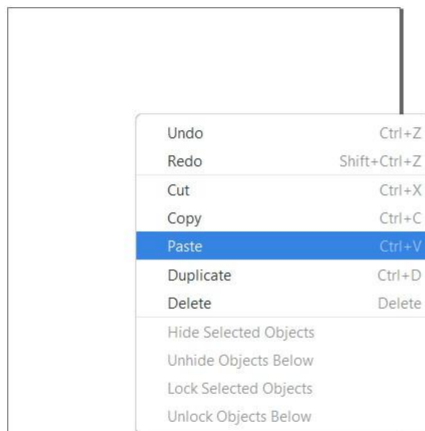 Undo Ctrl+Z
Redo Shift+Ctrl+Z
Cut Ctrl+X
Copy Ctrl+C
Paste Ctrl+V
Duplicate Ctrl+D
Delete Delete
Hide Selected Objects
Unhide Objects Below
Lock Selected Objects
Unlock Objects Below